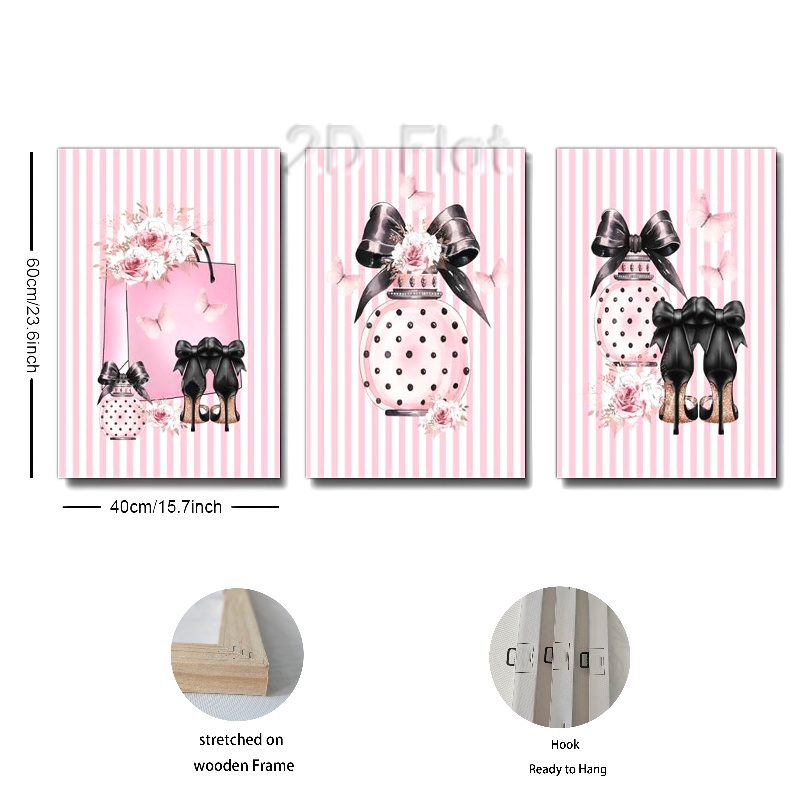 2D Flat
60cm/23.6inch
40cm/15.7inch
stretched on
wooden Frame
Hook
Ready to Hang